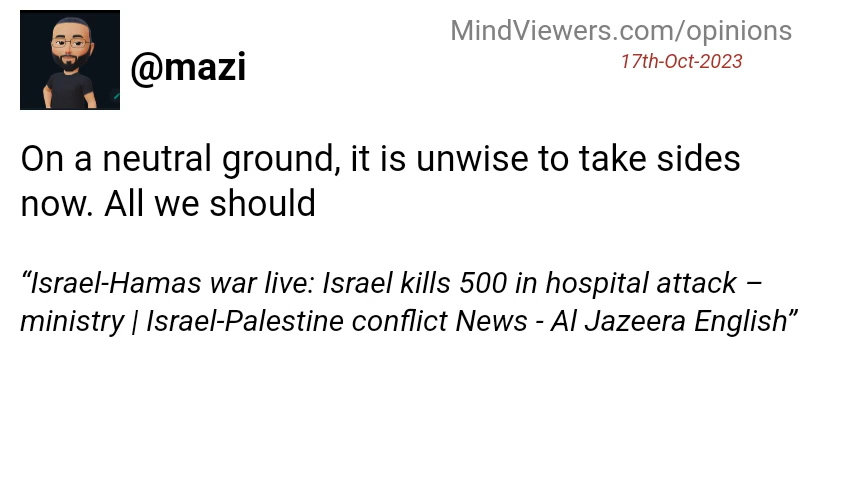 MindViewers.com/opinions
17th-Oct-2023
@mazi
On a neutral ground, it is unwise to take sides
now. All we should
“Israel-Hamas war live: Israel kills 500 in hospital attack –
ministry | Israel-Palestine conflict News - Al Jazeera English”